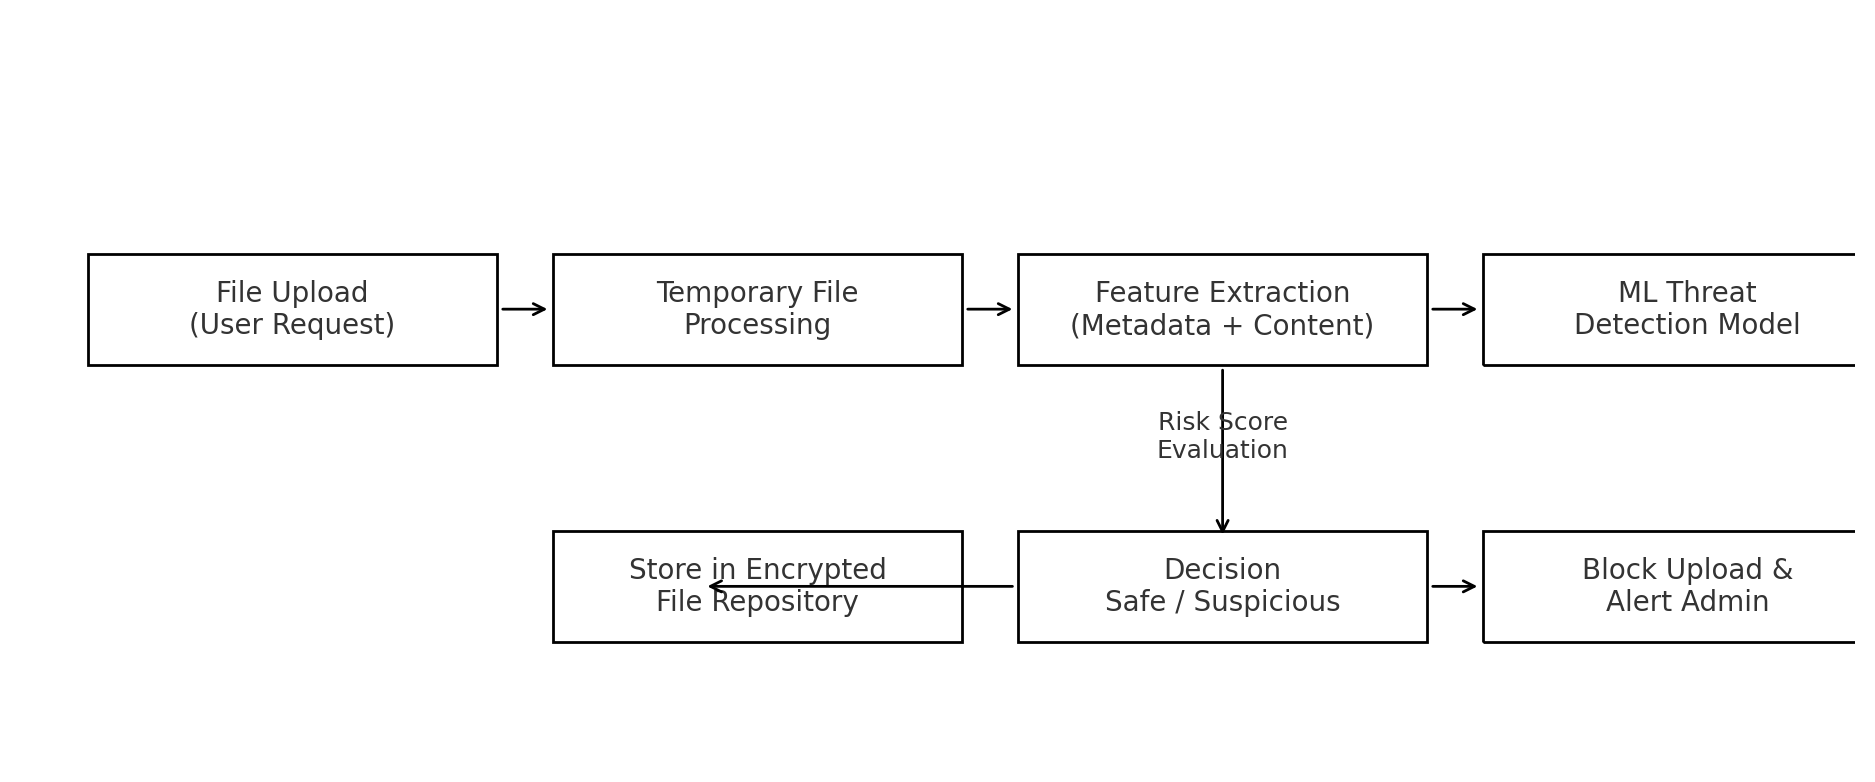 File Upload
(User Request)
Temporary File
Processing
Feature Extraction
(Metadata + Content)
ML Threat
Detection Model
Risk Score
Evaluation
Store in Encrypted
File Repository
Decision
Safe / Suspicious
Block Upload &
Alert Admin